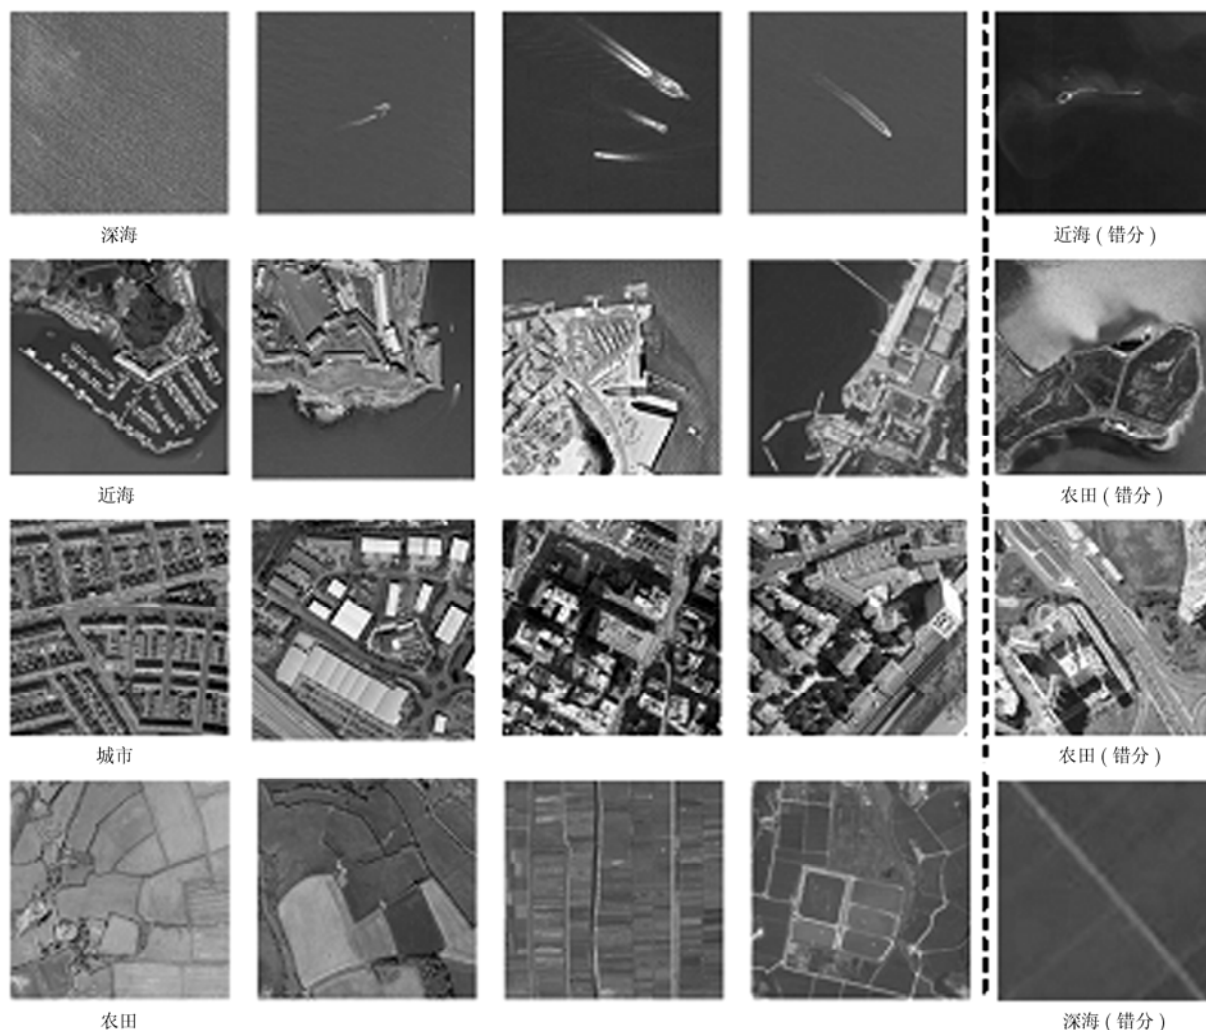 深海
近海 ( 错分 )
近海
农田 ( 错分 )
城市
农田 ( 错分 )
农田
深海 ( 错分 )